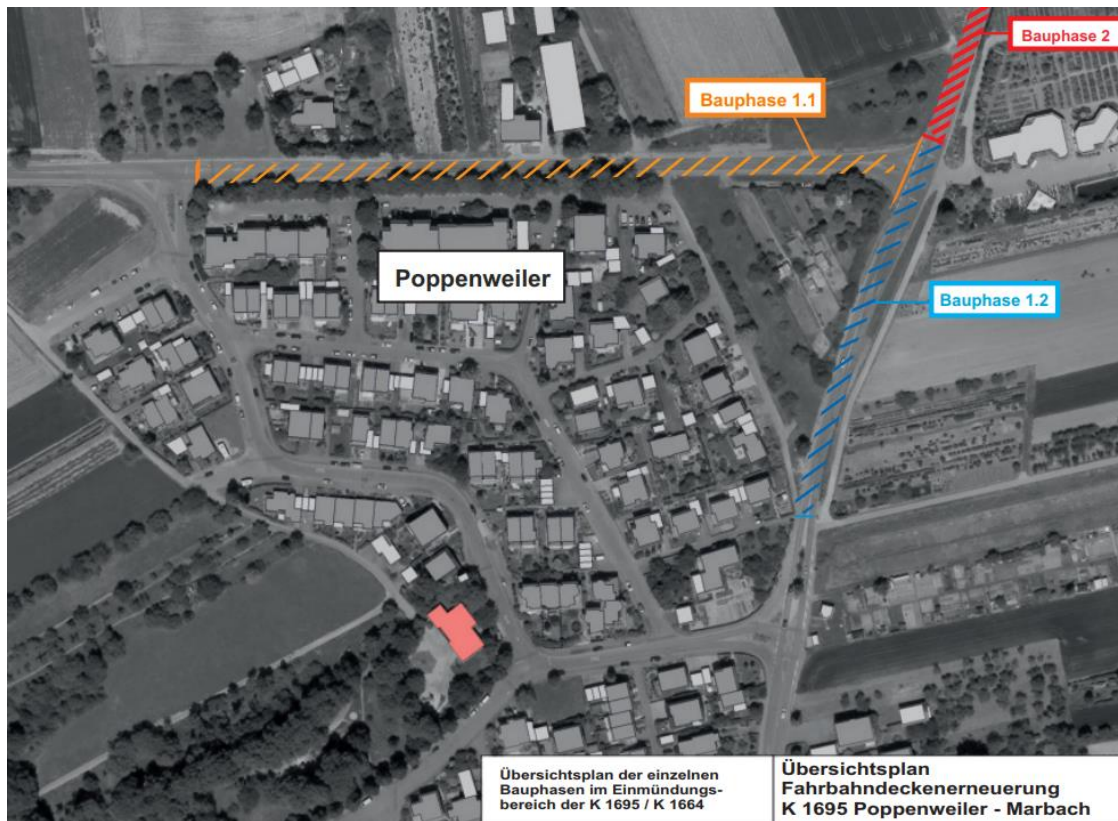 Bauphase 2
Bauphase 1.1
Poppenweiler
Bauphase 1.2
Übersichtsplan der einzelnen
Bauphasen im Einmündungs-
bereich der K 1695 / K 1664
Übersichtsplan
Fahrbahndeckenerneuerung
K 1695 Poppenweiler - Marbach